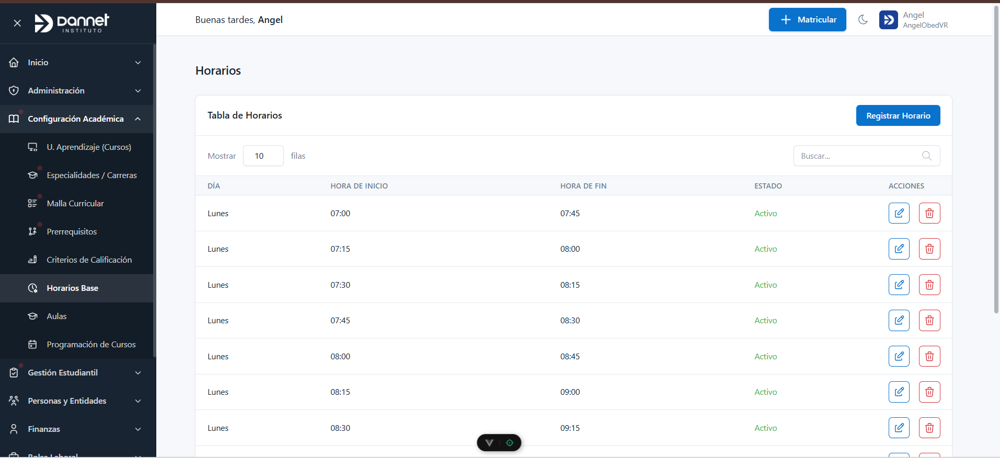 Dannet
INSTITUTO
Inicio
Administración
Configuración Académica
U. Aprendizaje (Cursos)
Especialidades / Carreras
Malla Curricular
Prerrequisitos
Criterios de Calificación
Horarios Base
Aulas
Programación de Cursos
Gestión Estudiantil
Personas y Entidades
Finanzas
Bolsa Laboral
Buenas tardes, Angel
Matricular
Angel
AngelObedVR
Horarios
Tabla de Horarios
Registrar Horario
Mostrar 10 filas
Buscar...
DÍA HORA DE INICIO HORA DE FIN ESTADO ACCIONES
Lunes 07:00 07:45 Activo
Lunes 07:15 08:00 Activo
Lunes 07:30 08:15 Activo
Lunes 07:45 08:30 Activo
Lunes 08:00 08:45 Activo
Lunes 08:15 09:00 Activo
Lunes 08:30 09:15 Activo